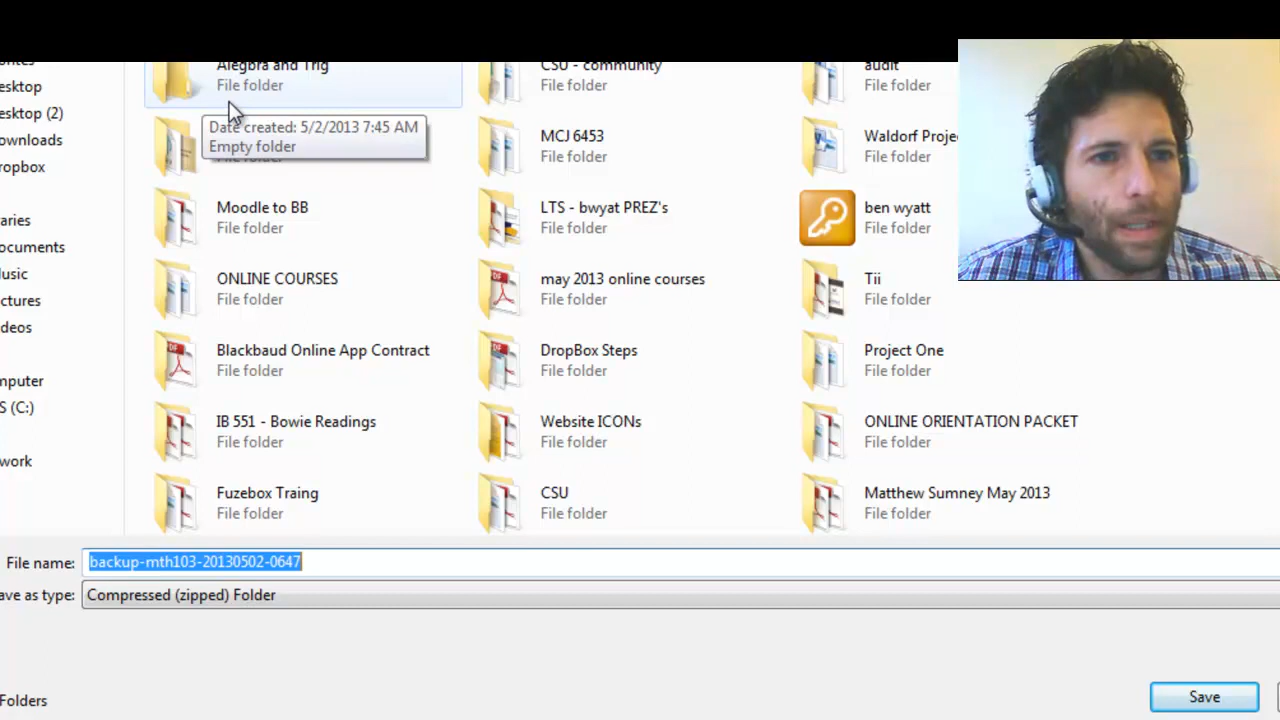 esktop
esktop (2)
ownloads
ropbox
raries
ocuments
usic
ctures
deos
mputer
S (C:)
work
Alegbra and Trig
File folder
Date created: 5/2/2013 7:45 AM
Empty folder
Moodle to BB
File folder
ONLINE COURSES
File folder
Blackbaud Online App Contract
File folder
IB 551 - Bowie Readings
File folder
Fuzebox Traing
File folder
CSU - community
File folder
MCJ 6453
File folder
LTS - bwyat PREZ's
File folder
may 2013 online courses
File folder
DropBox Steps
File folder
Website ICONs
File folder
CSU
File folder
audit
File folder
Waldorf Proje
File folder
ben wyatt
File folder
Tii
File folder
Project One
File folder
ONLINE ORIENTATION PACKET
File folder
Matthew Sumney May 2013
File folder
File name: backup-mth103-20130502-0647
ave as type: Compressed (zipped) Folder
Folders
Save